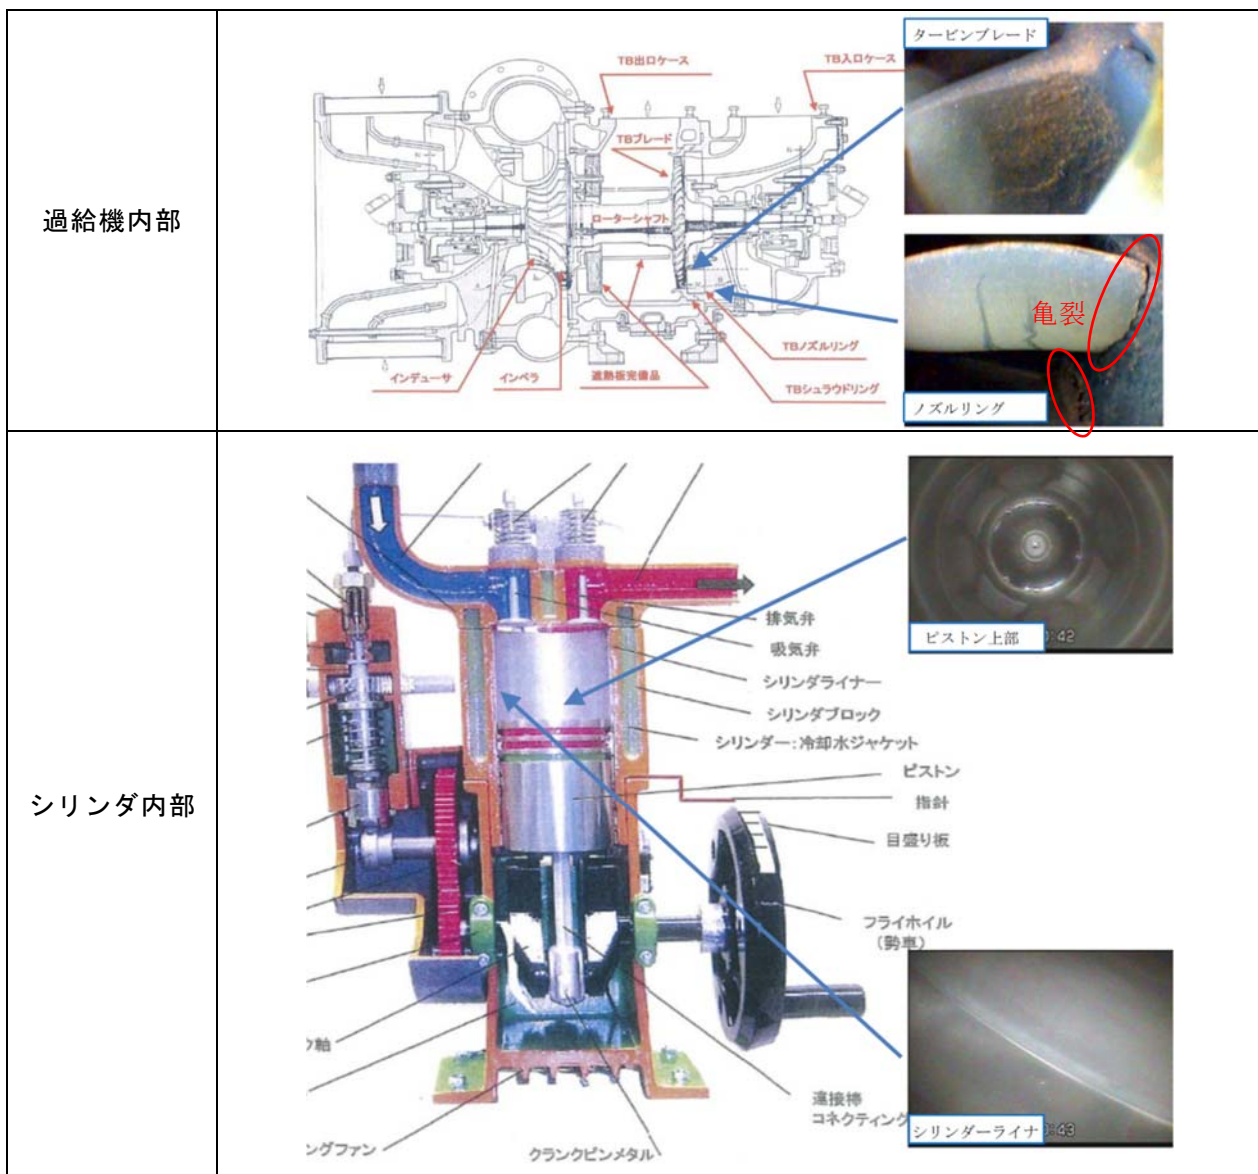 過給機内部
タービンブレード
TB出口ケース
TB入口ケース
TBブレード
ローターシャフト
亀裂
TBノズルリング
インデューサ
インペラ
遮熱板完備品
TBシュラウドリング
ノズルリング
シリンダ内部
排気弁
吸気弁
シリンダライナー
シリンダブロック
シリンダー:冷却水ジャケット
ピストン
指針
目盛り板
フライホイル
(勢車)
ピストン上部
:42
ク軸
連接棒
コネクティング
ングファン
クランクピンメタル
シリンダーライナ
:43